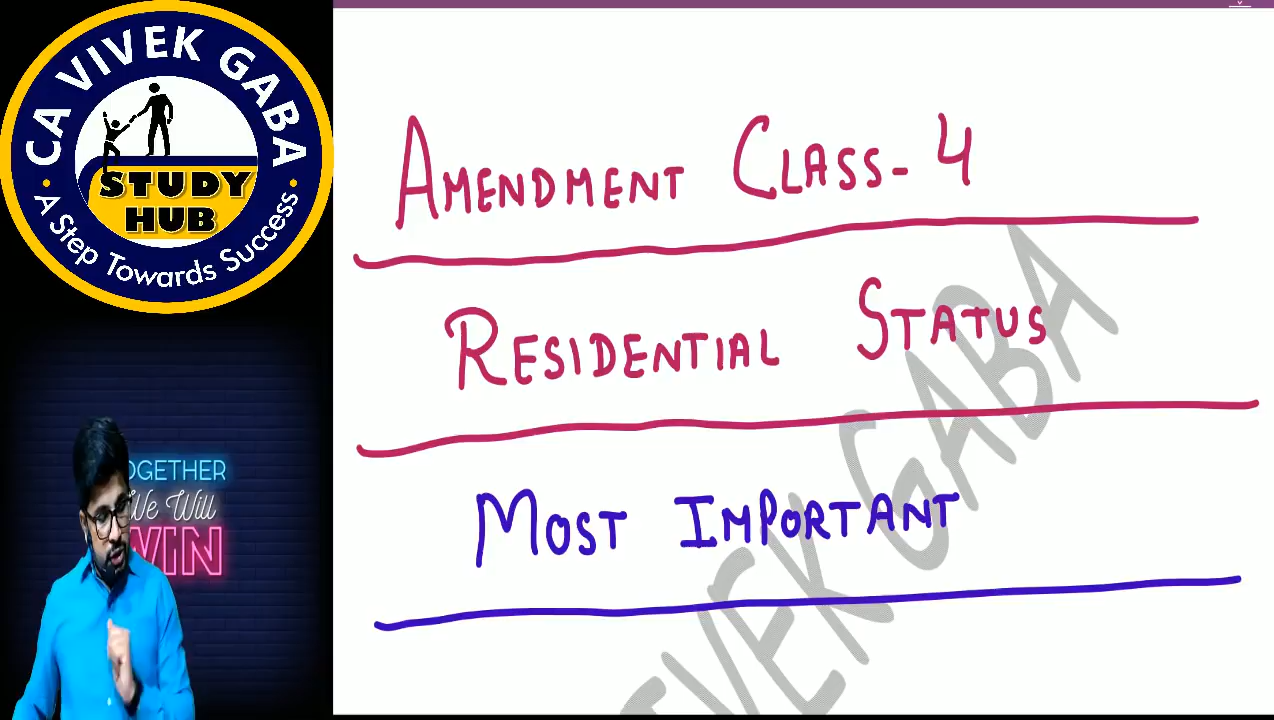 CA VIVEK GABA
STUDY
HUB
• A Step Towards Success •
AMENDMENT CLASS-4
RESIDENTIAL STATUS
MOST IMPORTANT
VIVEK GABA
OGETHER
We Will
WIN